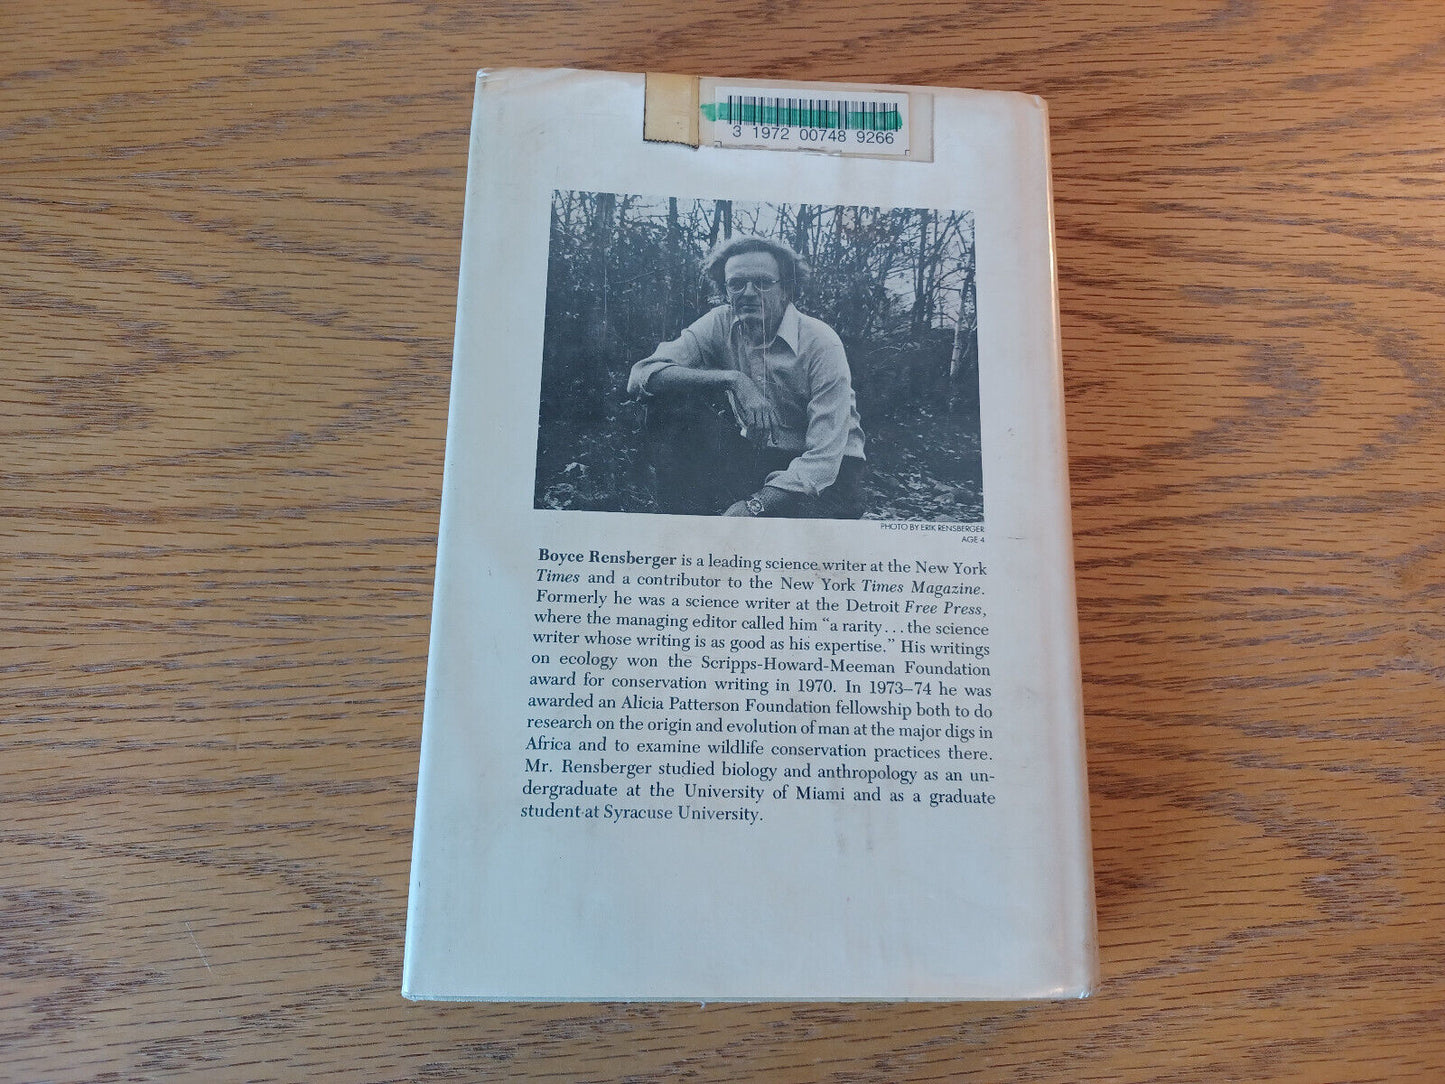 3 1972 00748 9266
PHOTO BY ERIK RENSBERGER
AGE 4
Boyce Rensberger is a leading science writer at the New York
Times and a contributor to the New York Times Magazine.
Formerly he was a science writer at the Detroit Free Press,
where the managing editor called him “a rarity...the science
writer whose writing is as good as his expertise.” His writings
on ecology won the Scripps-Howard-Meeman Foundation
award for conservation writing in 1970. In 1973–74 he was
awarded an Alicia Patterson Foundation fellowship both to do
research on the origin and evolution of man at the major digs in
Africa and to examine wildlife conservation practices there.
Mr. Rensberger studied biology and anthropology as an un-
dergraduate at the University of Miami and as a graduate
student at Syracuse University.